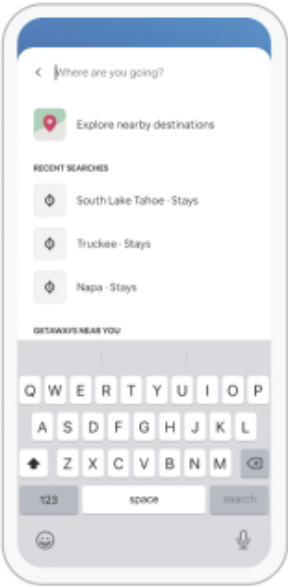 Where are you going?
Explore nearby destinations
RECENT SEARCHES
South Lake Tahoe · Stays
Truckee · Stays
Napa · Stays
GETAWAYS NEAR YOU
Q W E R T Y U I O P
A S D F G H J K L
Z X C V B N M
123 space search